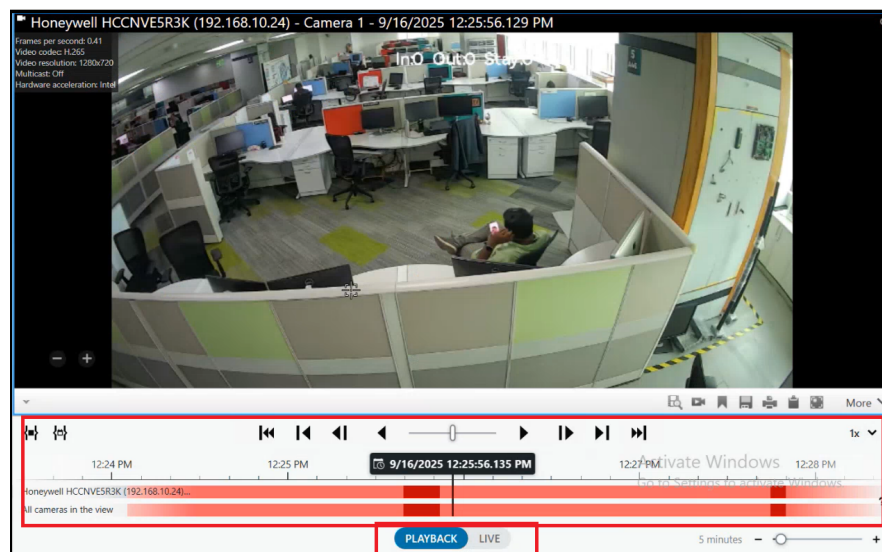 Honeywell HCCNVE5R3K (192.168.10.24) - Camera 1 - 9/16/2025 12:25:56.129 PM
Frames per second: 0.41
Video codec: H.265
Video resolution: 1280x720
Multicast: Off
Hardware acceleration: Intel
In:0 Out:0 Stay:0
S
More
1x
12:24 PM 12:25 PM 9/16/2025 12:25:56.135 PM 12:27 PM 12:28 PM
Activate Windows
Go to Settings to activate Windows.
Honeywell HCCNVE5R3K (192.168.10.24)...
All cameras in the view
PLAYBACK LIVE 5 minutes